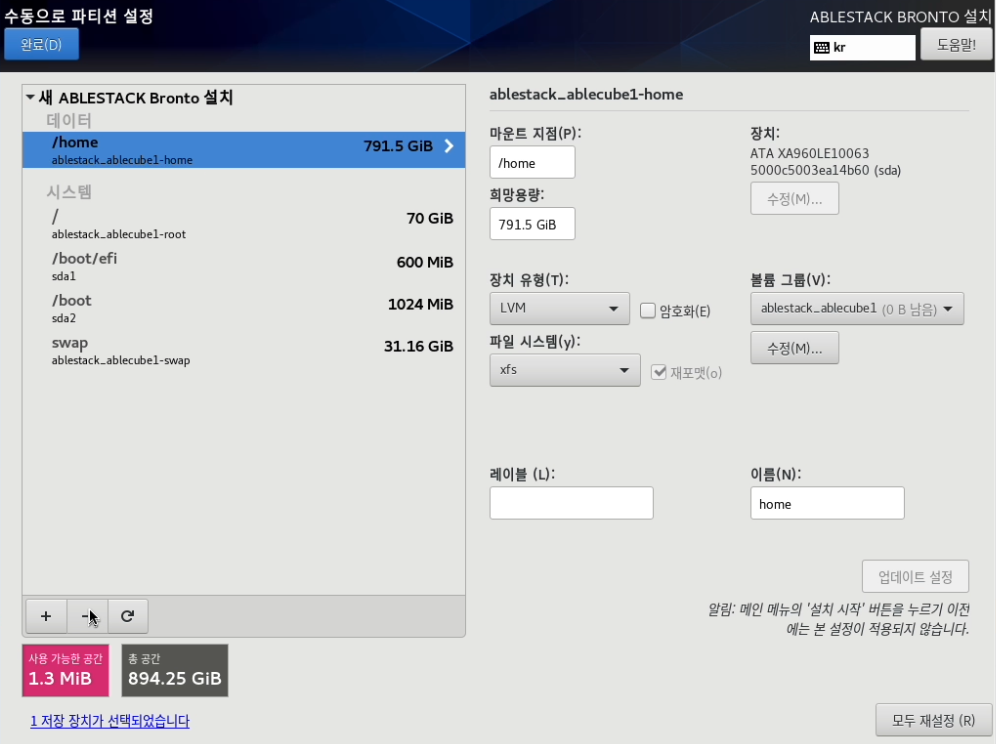 수동으로 파티션 설정
ABLESTACK BRONTO 설치
완료(D)
kr
도움말!
새 ABLESTACK Bronto 설치
데이터
/home
791.5 GiB
ablestack_ablecube1-home
시스템
/
70 GiB
ablestack_ablecube1-root
/boot/efi
600 MiB
sda1
/boot
1024 MiB
sda2
swap
31.16 GiB
ablestack_ablecube1-swap
+
-
사용 가능한 공간
1.3 MiB
총 공간
894.25 GiB
1 저장 장치가 선택되었습니다
ablestack_ablecube1-home
마운트 지점(P):
/home
희망용량:
791.5 GiB
장치:
ATA XA960LE10063
5000c5003ea14b60 (sda)
수정(M)...
장치 유형(T):
LVM
암호화(E)
볼륨 그룹(V):
ablestack_ablecube1 (0 B 남음)
수정(M)...
파일 시스템(y):
xfs
재포맷(o)
레이블 (L):
이름(N):
home
업데이트 설정
알림: 메인 메뉴의 '설치 시작' 버튼을 누르기 이전
에는 본 설정이 적용되지 않습니다.
모두 재설정 (R)